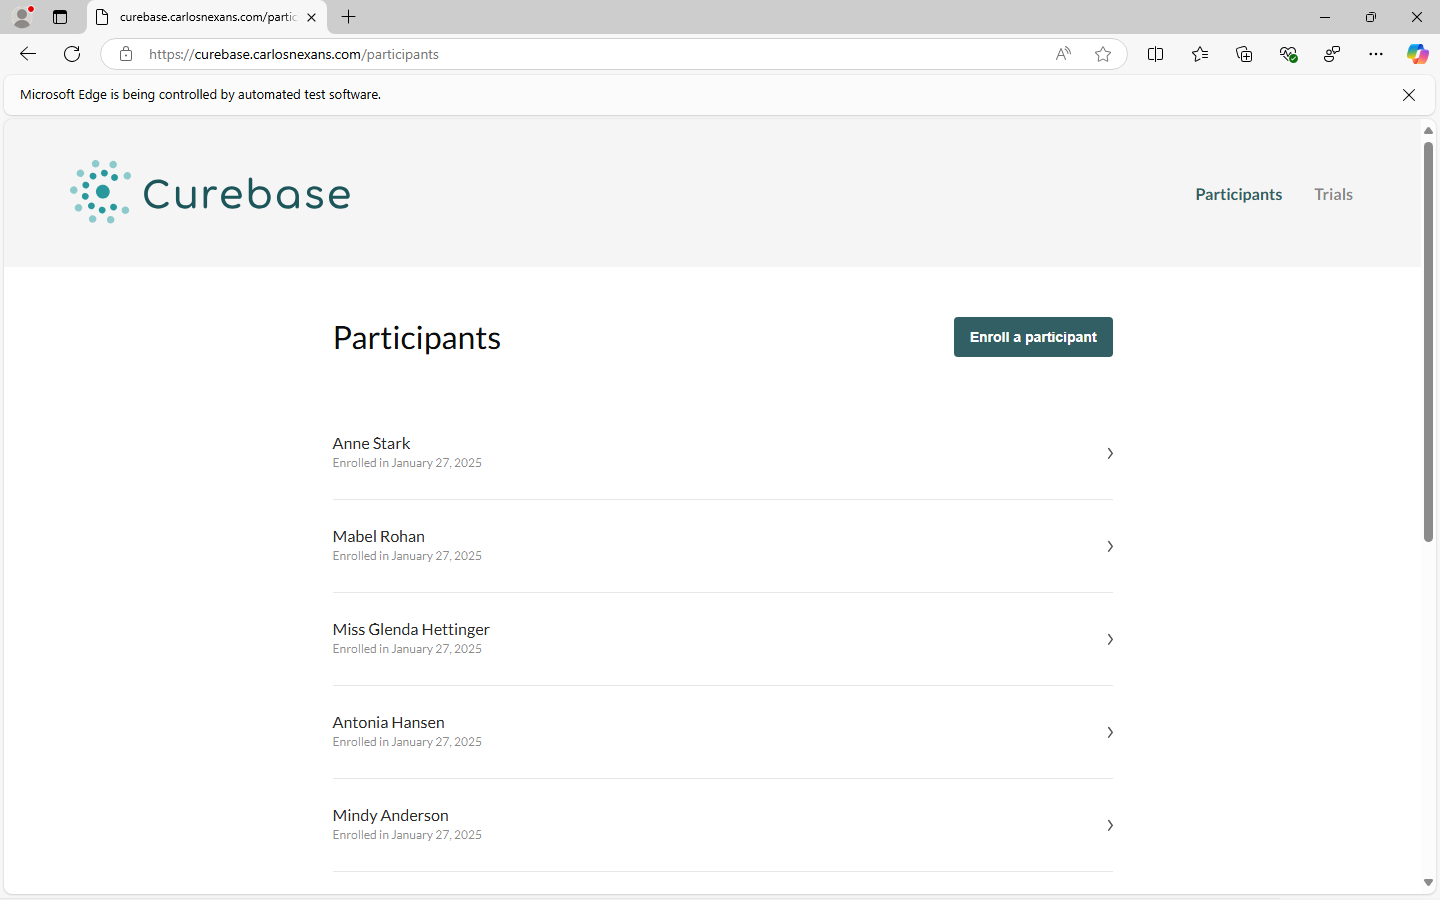 curebase.carlosnexans.com/partic
https://curebase.carlosnexans.com/participants
Microsoft Edge is being controlled by automated test software.
Curebase
Participants
Trials
Participants
Enroll a participant
Anne Stark
Enrolled in January 27, 2025
Mabel Rohan
Enrolled in January 27, 2025
Miss Glenda Hettinger
Enrolled in January 27, 2025
Antonia Hansen
Enrolled in January 27, 2025
Mindy Anderson
Enrolled in January 27, 2025